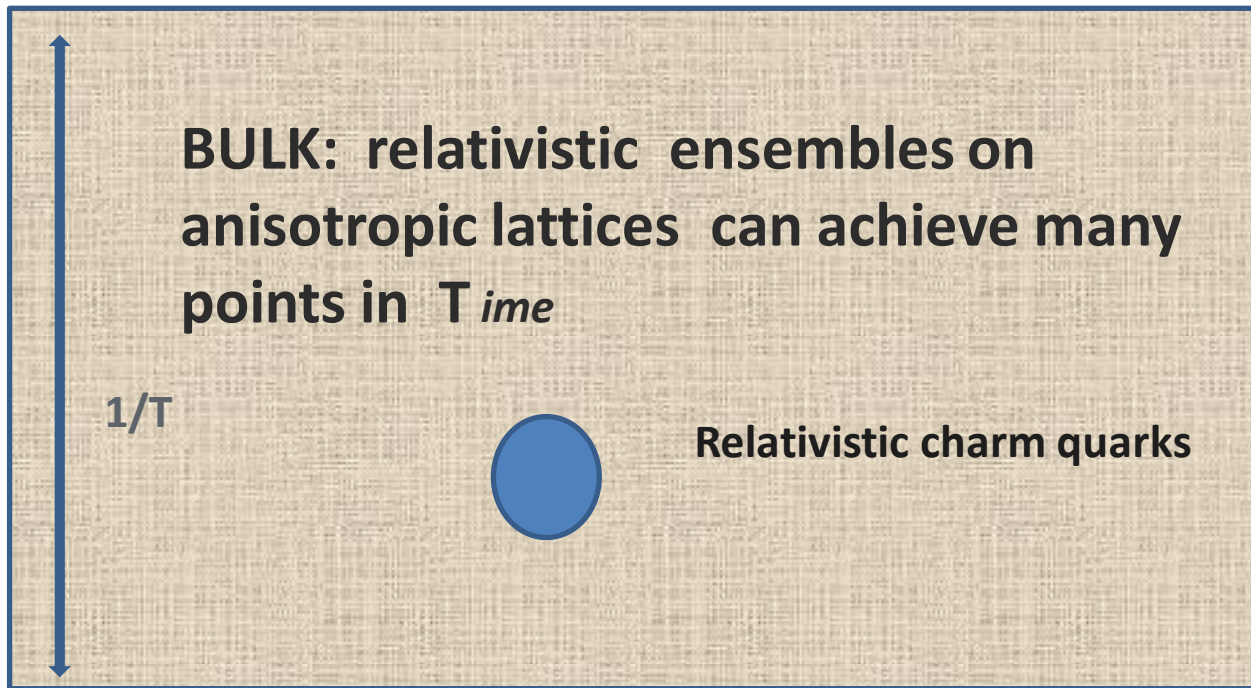 BULK: relativistic ensembles on
anisotropic lattices can achieve many
points in T ime
1/T
Relativistic charm quarks